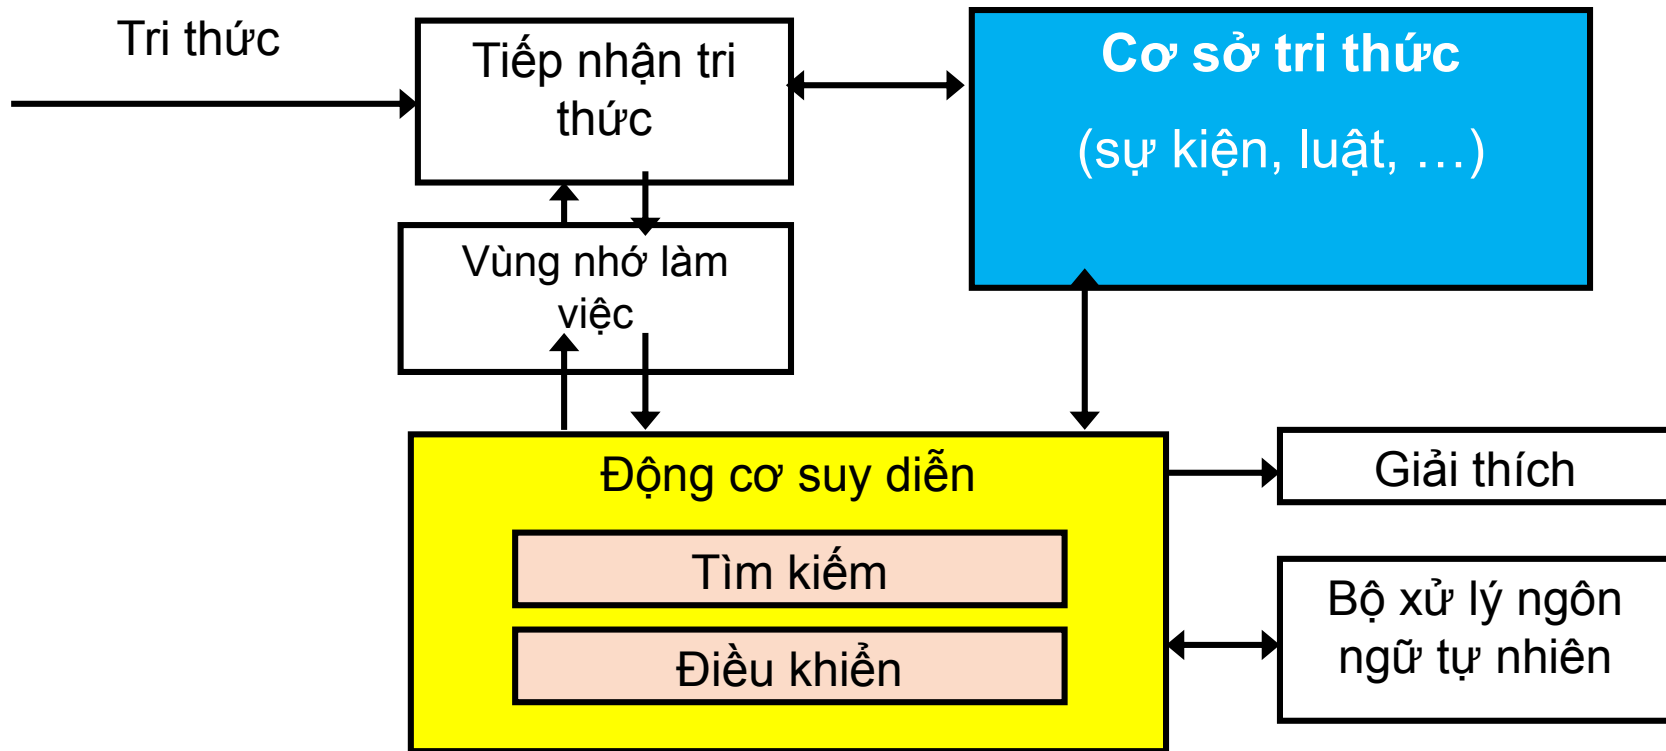 Tri thức
Tiếp nhận tri
thức
Cơ sở tri thức
(sự kiện, luật, …)
Vùng nhớ làm
việc
Động cơ suy diễn
Tìm kiếm
Điều khiển
Giải thích
Bộ xử lý ngôn
ngữ tự nhiên